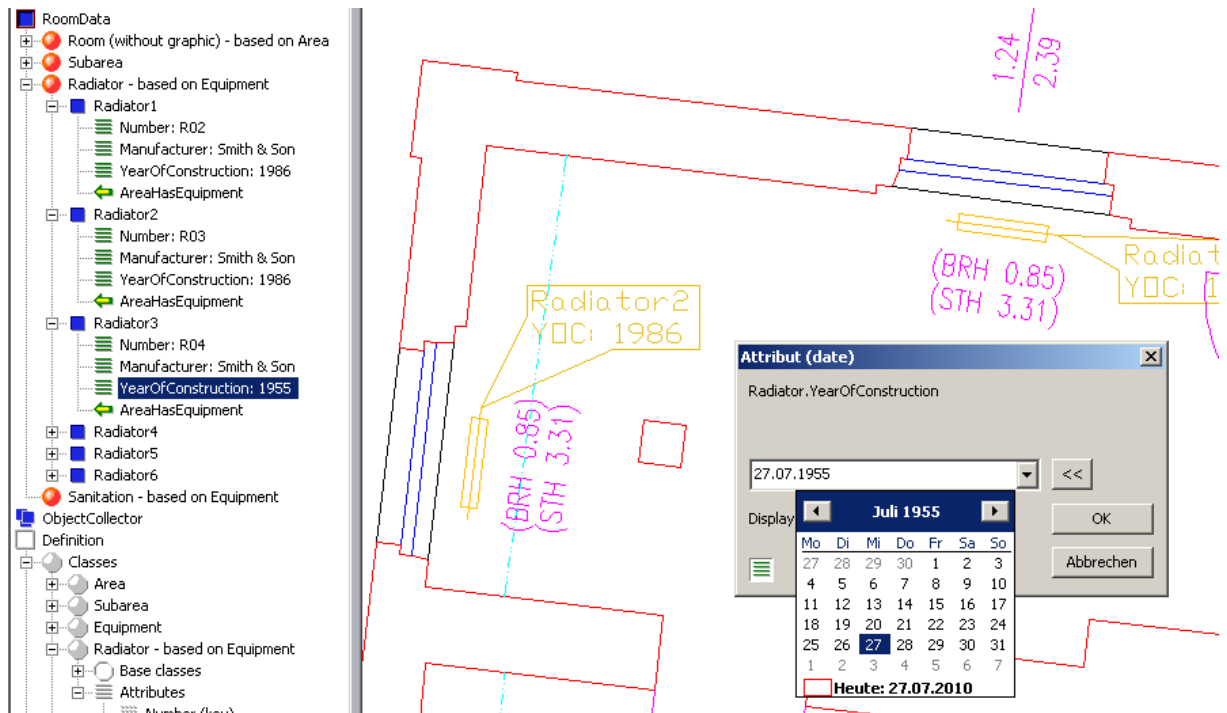 RoomData
Room (without graphic) - based on Area
Subarea
Radiator - based on Equipment
Radiator1
Number: R02
Manufacturer: Smith & Son
YearOfConstruction: 1986
AreaHasEquipment
Radiator2
Number: R03
Manufacturer: Smith & Son
YearOfConstruction: 1986
AreaHasEquipment
Radiator3
Number: R04
Manufacturer: Smith & Son
YearOfConstruction: 1955
AreaHasEquipment
Radiator4
Radiator5
Radiator6
Sanitation - based on Equipment
ObjectCollector
Definition
Classes
Area
Subarea
Equipment
Radiator - based on Equipment
Base classes
Attributes
Number (key)
1.24
2.39
(BRH 0.85)
(STH 3.31)
Radiat
YOC: 1
Radiator2
YOC: 1986
(BRH 0.85)
(STH 3.31)
Attribut (date)
Radiator.YearOfConstruction
27.07.1955
<<
Display
OK
Abbrechen
Juli 1955
Mo Di Mi Do Fr Sa So
27 28 29 30 1 2 3
4 5 6 7 8 9 10
11 12 13 14 15 16 17
18 19 20 21 22 23 24
25 26 27 28 29 30 31
1 2 3 4 5 6 7
Heute: 27.07.2010